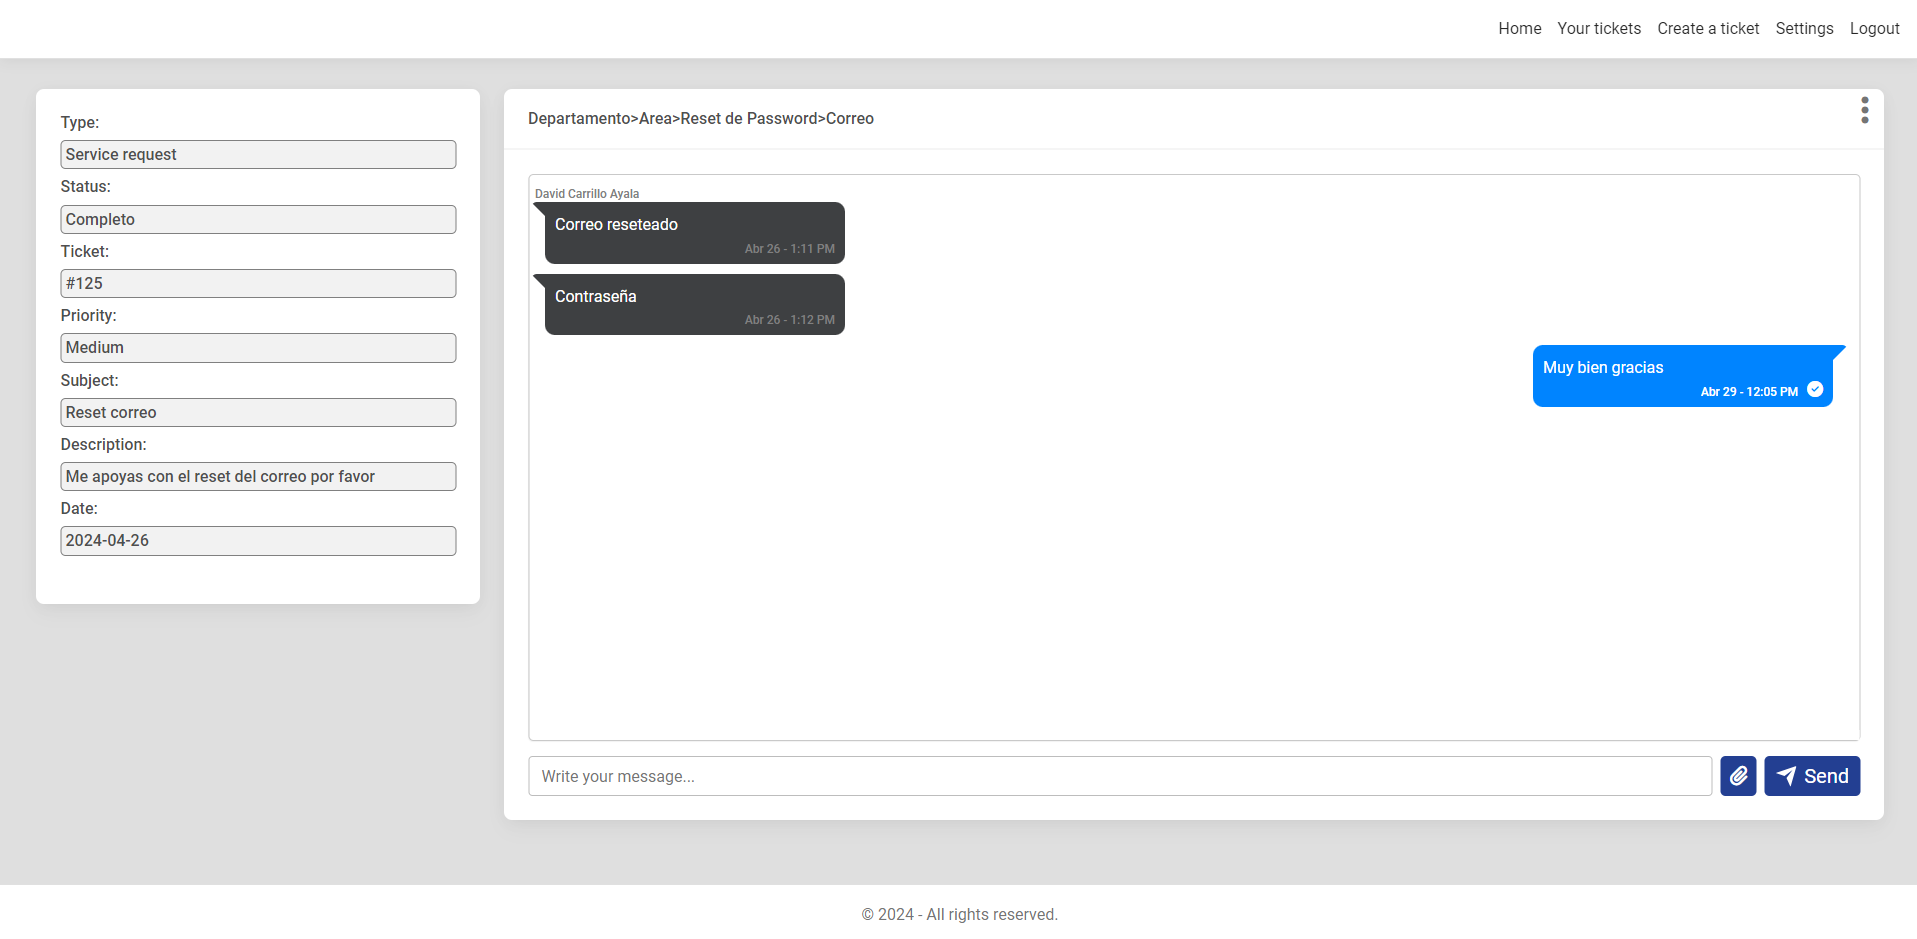 Home Your tickets Create a ticket Settings Logout
Type:
Service request
Status:
Completo
Ticket:
#125
Priority:
Medium
Subject:
Reset correo
Description:
Me apoyas con el reset del correo por favor
Date:
2024-04-26
Departamento>Area>Reset de Password>Correo
David Carrillo Ayala
Correo reseteado
Abr 26 - 1:11 PM
Contraseña
Abr 26 - 1:12 PM
Muy bien gracias
Abr 29 - 12:05 PM
Write your message...
Send
© 2024 - All rights reserved.